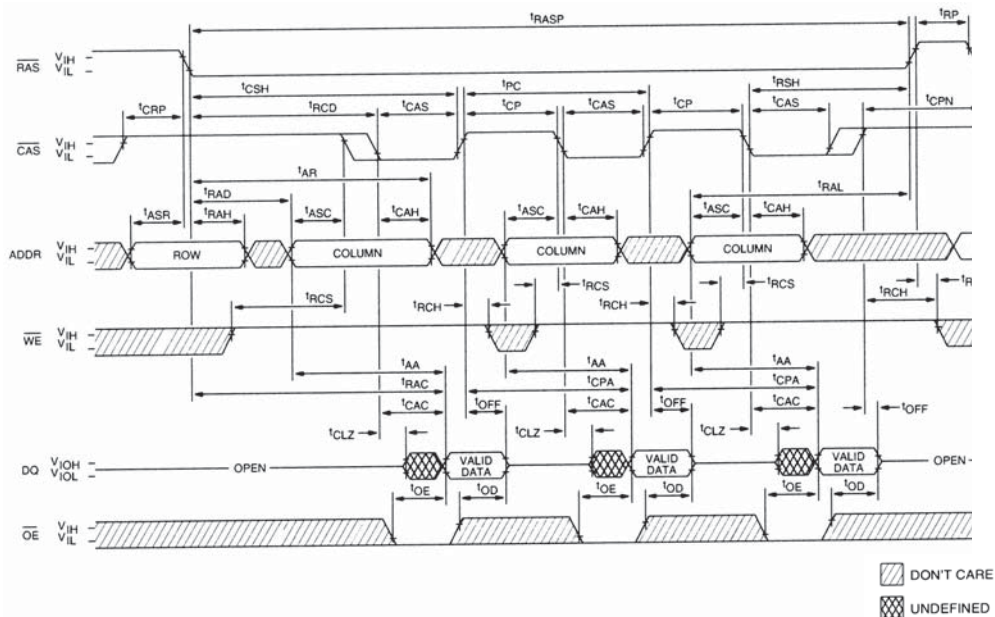 tRASP
tRP
RAS VIH
VIL
tCSH
tPC
tRSH
tCRP
tRCD
tCAS
tCP
tCAS
tCP
tCAS
tCPN
CAS VIH
VIL
tAR
tRAD
tRAL
tASR
tRAH
tASC
tCAH
tASC
tCAH
tASC
tCAH
ADDR VIH
VIL
ROW
COLUMN
COLUMN
COLUMN
tRCS
tRCH
tRCS
tRCH
tRCS
tRCH
tR
WE VIH
VIL
tAA
tAA
tAA
tRAC
tCPA
tCPA
tCAC
tOFF
tCAC
tOFF
tCAC
tOFF
tCLZ
tCLZ
tCLZ
DQ VIOH
VIOL
OPEN
VALID
DATA
VALID
DATA
VALID
DATA
OPEN
tOE
tOD
tOE
tOD
tOE
tOD
OE VIH
VIL
DON'T CARE
UNDEFINED